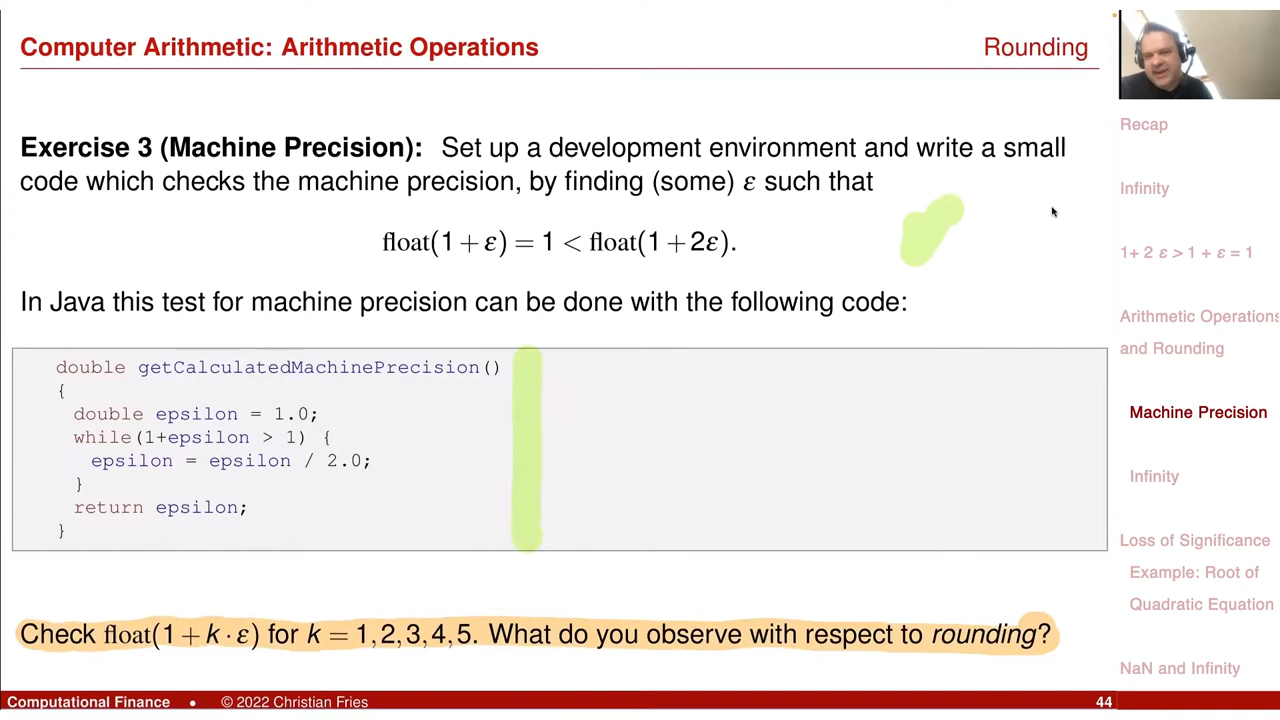 Computer Arithmetic: Arithmetic Operations
Rounding
Exercise 3 (Machine Precision): Set up a development environment and write a small
code which checks the machine precision, by finding (some) ε such that
float(1 + ε) = 1 < float(1 + 2ε).
In Java this test for machine precision can be done with the following code:
double getCalculatedMachinePrecision()
{
double epsilon = 1.0;
while(1+epsilon > 1) {
epsilon = epsilon / 2.0;
}
return epsilon;
}
Check float(1 + k · ε) for k = 1, 2, 3, 4, 5. What do you observe with respect to rounding?
Computational Finance • © 2022 Christian Fries
44
Recap
Infinity
1+ 2 ε > 1 + ε = 1
Arithmetic Operations
and Rounding
Machine Precision
Infinity
Loss of Significance
Example: Root of
Quadratic Equation
NaN and Infinity